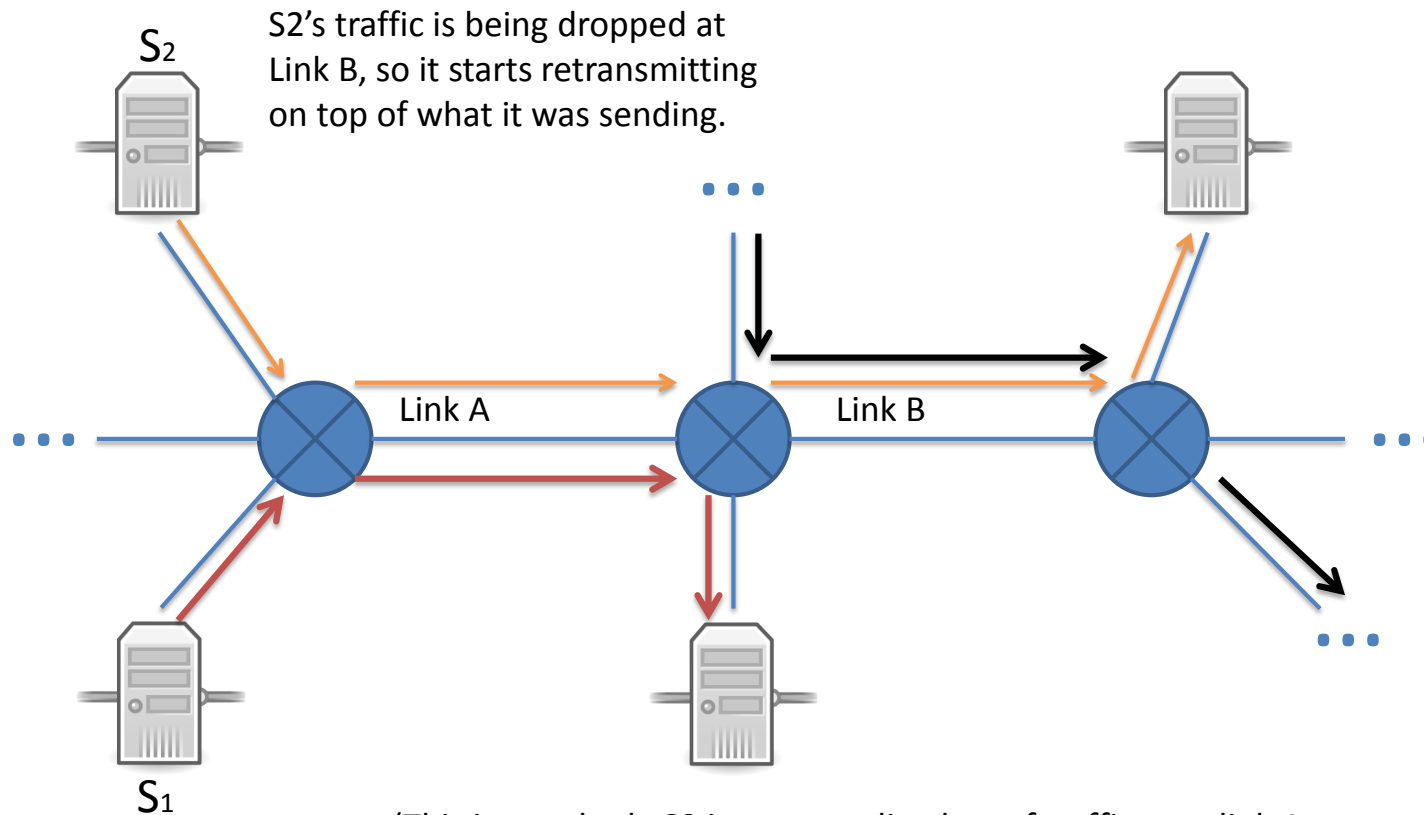 S2
S2’s traffic is being dropped at
Link B, so it starts retransmitting
on top of what it was sending.
Link A
Link B
S1